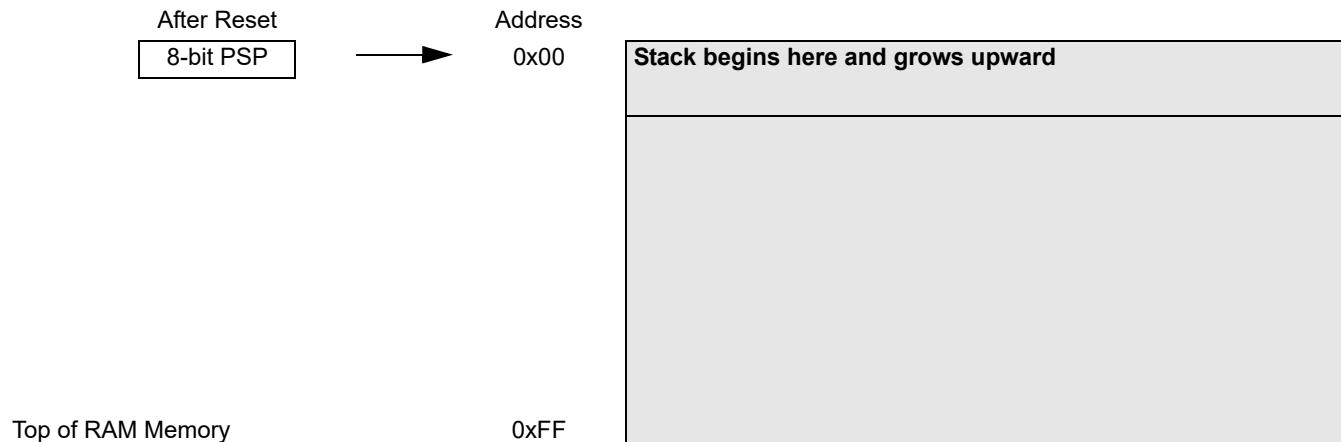 After Reset Address
8-bit PSP 0x00 Stack begins here and grows upward
Top of RAM Memory 0xFF